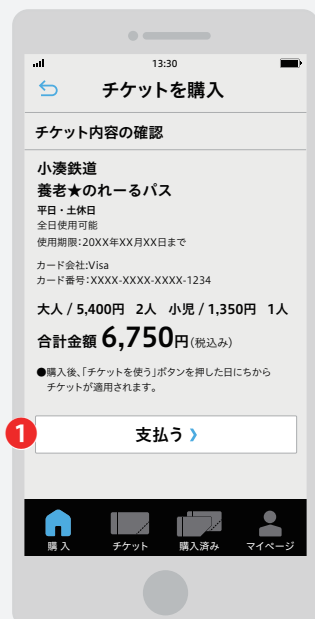 13:30
チケットを購入
チケット内容の確認
小湊鉄道
養老★のれーるパス
平日・土休日
全日使用可能
使用期限:20XX年XX月XX日まで
カード会社:Visa
カード番号:XXXX-XXXX-XXXX-1234
大人 / 5,400円 2人 小児 / 1,350円 1人
合計金額 6,750円(税込み)
●購入後、「チケットを使う」ボタンを押した日にちから
チケットが適用されます。
1 支払う 》
購 入 チケット 購入済み マイページ